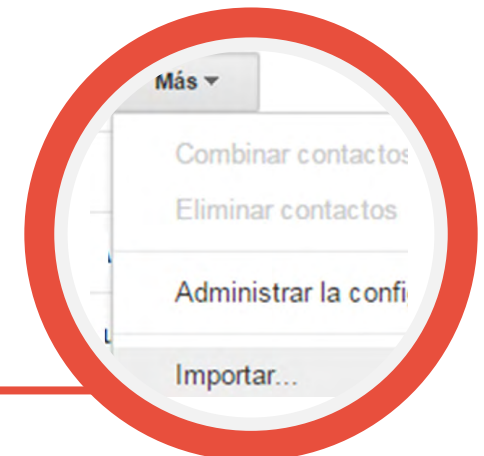 Más
Combinar contactos
Eliminar contactos
Administrar la confi
Importar...